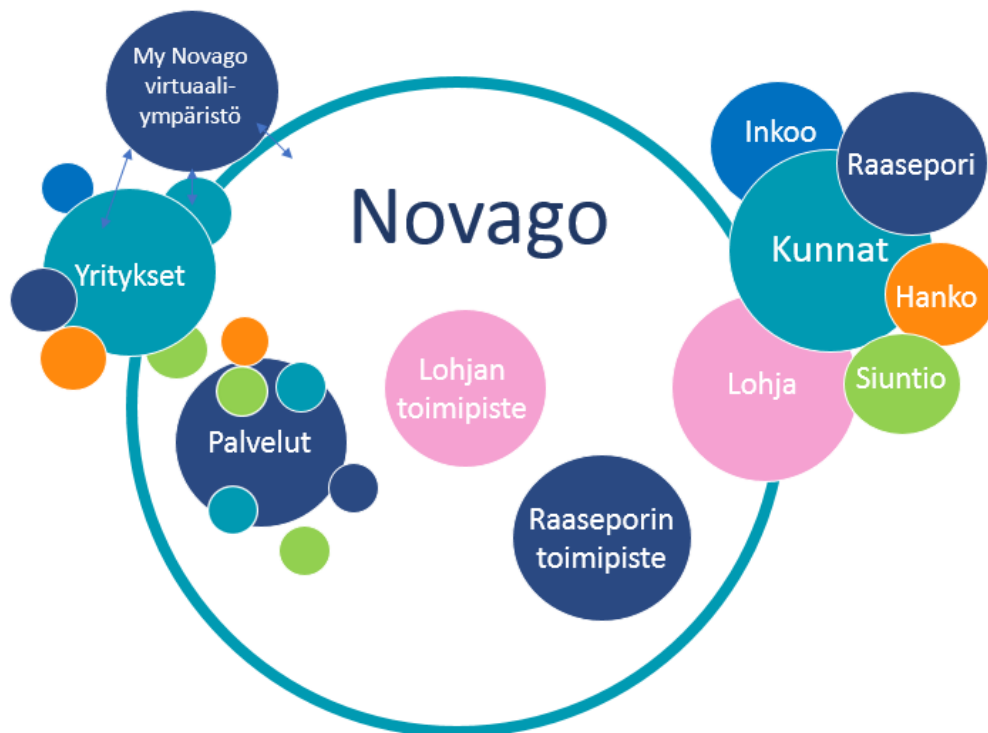 My Novago
virtuaali-
ympäristö
Inkoo
Raasepori
Novago
Kunnat
Yritykset
Hanko
Lohjan
toimipiste
Lohja
Siuntio
Palvelut
Raaseporin
toimipiste